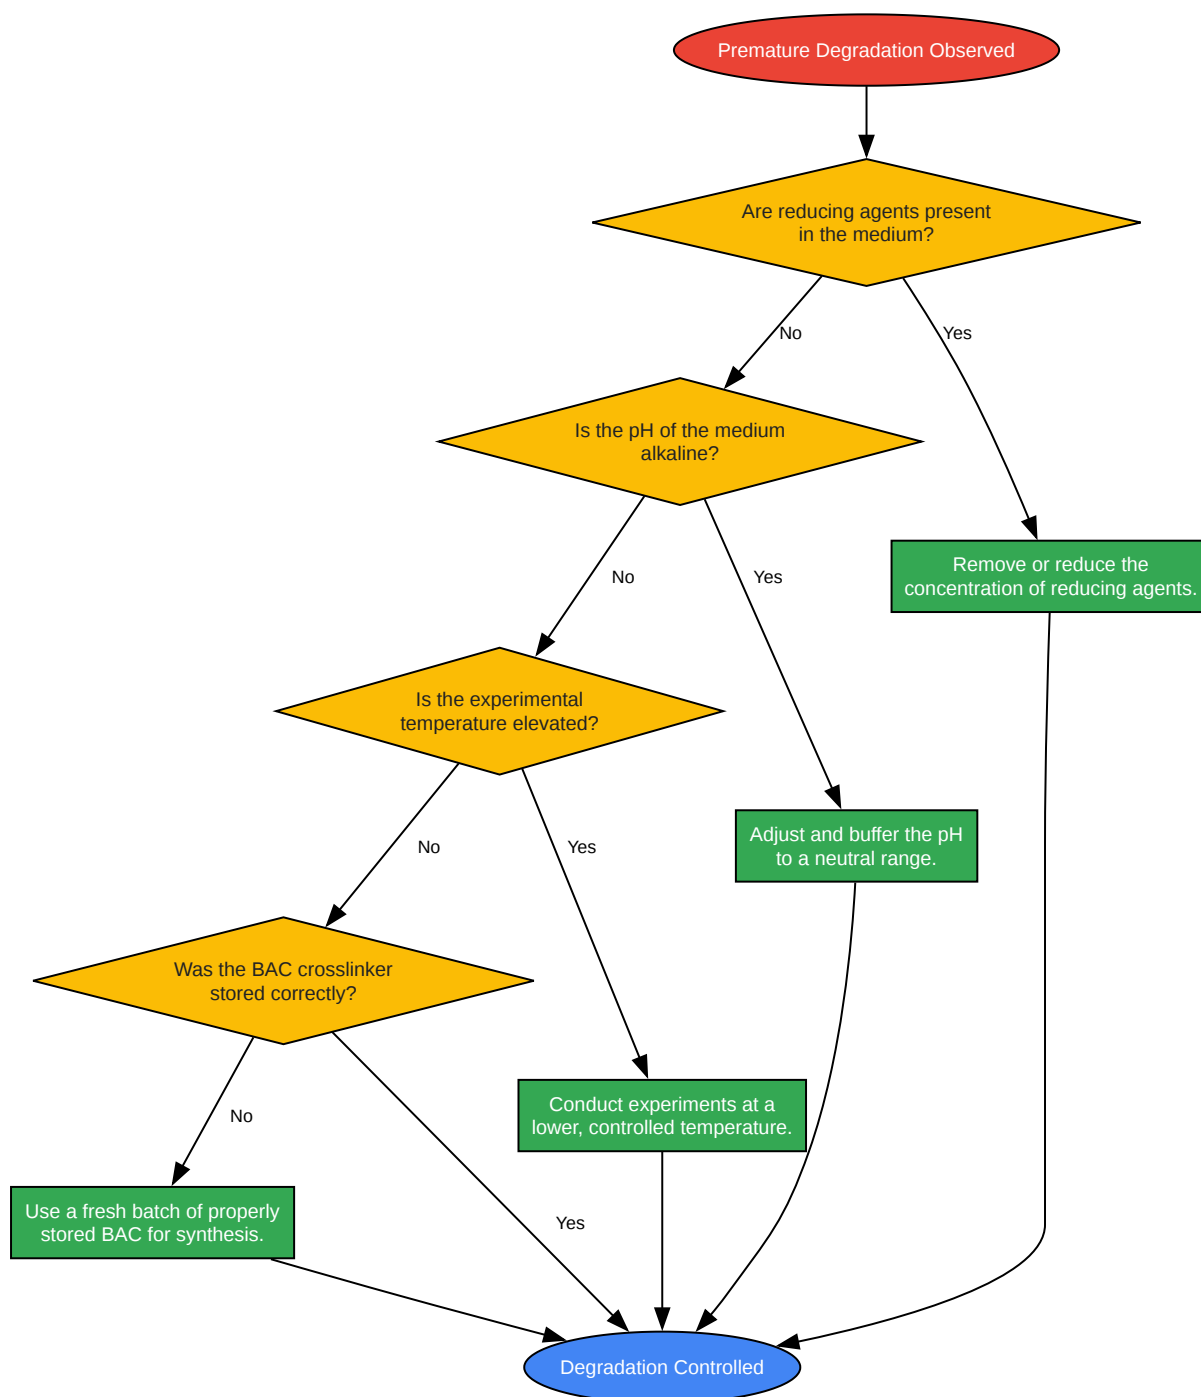 Premature Degradation Observed
Are reducing agents present
in the medium?
No
Yes
Is the pH of the medium
alkaline?
No
Yes
Remove or reduce the
concentration of reducing agents.
Is the experimental
temperature elevated?
No
Yes
Adjust and buffer the pH
to a neutral range.
Was the BAC crosslinker
stored correctly?
No
Yes
Conduct experiments at a
lower, controlled temperature.
Use a fresh batch of properly
stored BAC for synthesis.
Degradation Controlled